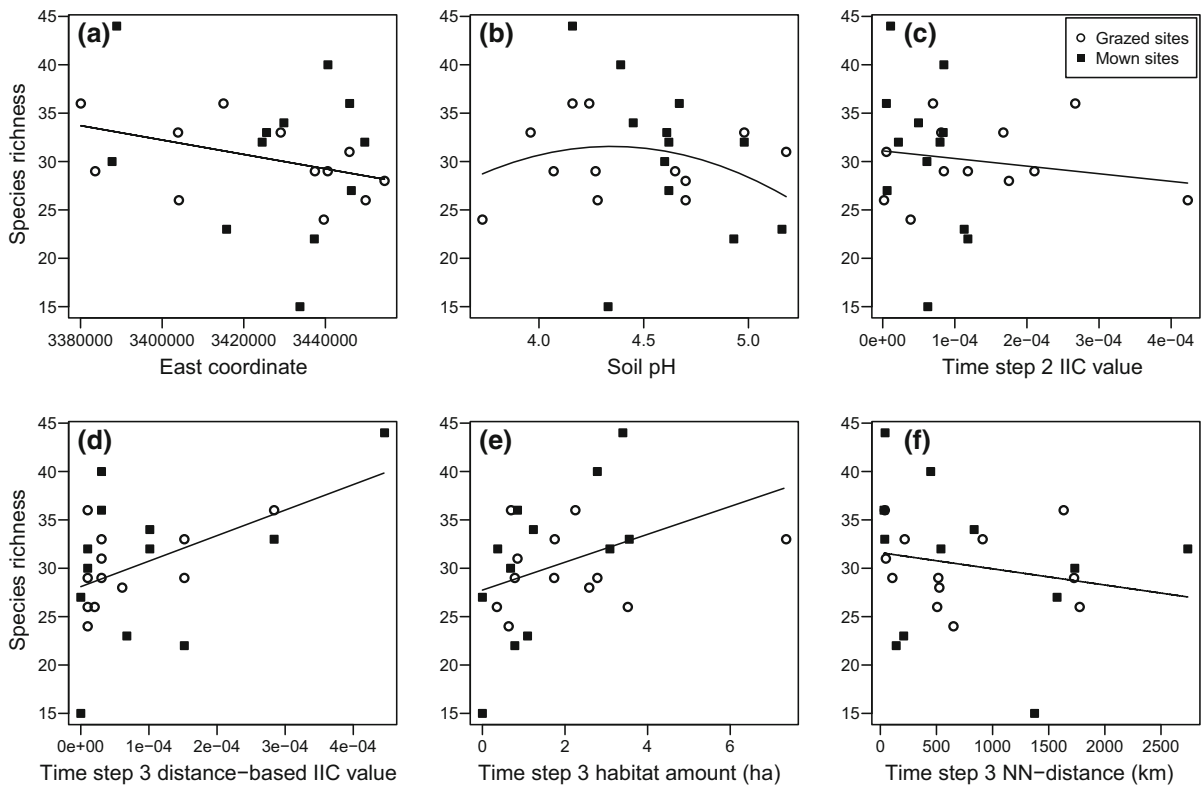 (a)
45
40
35
30
25
20
15
Species richness
3380000 3400000 3420000 3440000
East coordinate
(b)
45
40
35
30
25
20
15
4.0 4.5 5.0
Soil pH
(c)
Grazed sites
Mown sites
45
40
35
30
25
20
15
0e+00 1e−04 2e−04 3e−04 4e−04
Time step 2 IIC value
(d)
45
40
35
30
25
20
15
Species richness
0e+00 1e−04 2e−04 3e−04 4e−04
Time step 3 distance−based IIC value
(e)
45
40
35
30
25
20
15
0 2 4 6
Time step 3 habitat amount (ha)
(f)
45
40
35
30
25
20
15
0 500 1000 1500 2000 2500
Time step 3 NN−distance (km)